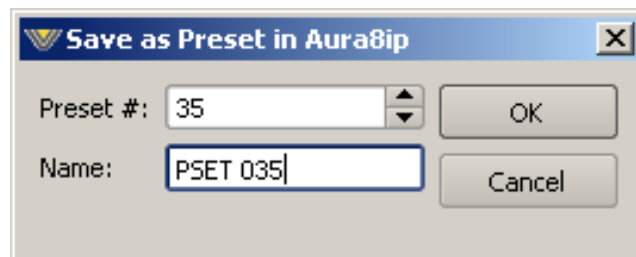 Save as Preset in Aura8ip
Preset #: 35 OK
Name: PSET 035 Cancel